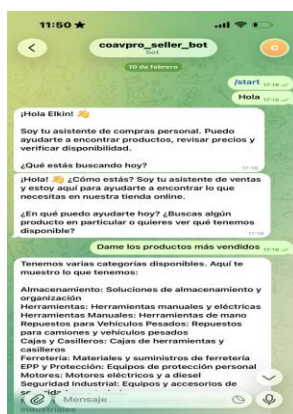 11:50
coavpro_seller_bot
bot
C
10 de febrero
/start 17:16
Hola 17:16
¡Hola Elkin! 👋
Soy tu asistente de compras personal. Puedo
ayudarte a encontrar productos, revisar precios y
verificar disponibilidad.
¿Qué estás buscando hoy? 17:16
¡Hola! 👋 ¿Cómo estás? Soy tu asistente de ventas
y estoy aquí para ayudarte a encontrar lo que
necesitas en nuestra tienda online.
¿En qué puedo ayudarte hoy? ¿Buscas algún
producto en particular o quieres ver qué tenemos
disponible? 17:16
Dame los productos más vendidos 17:16
Tenemos varias categorías disponibles. Aquí te
muestro lo que tenemos:
Almacenamiento: Soluciones de almacenamiento y
organización
Herramientas: Herramientas manuales y eléctricas
Herramientas Manuales: Herramientas de mano
Repuestos para Vehículos Pesados: Repuestos
para camiones y vehículos pesados
Cajas y Casilleros: Cajas de herramientas y
casilleros
Ferretería: Materiales y suministros de ferretería
EPP y Protección: Equipos de protección personal
Motores: Motores eléctricos y a diesel
Seguridad Industrial: Equipos y accesorios de
Mensaje
industriales